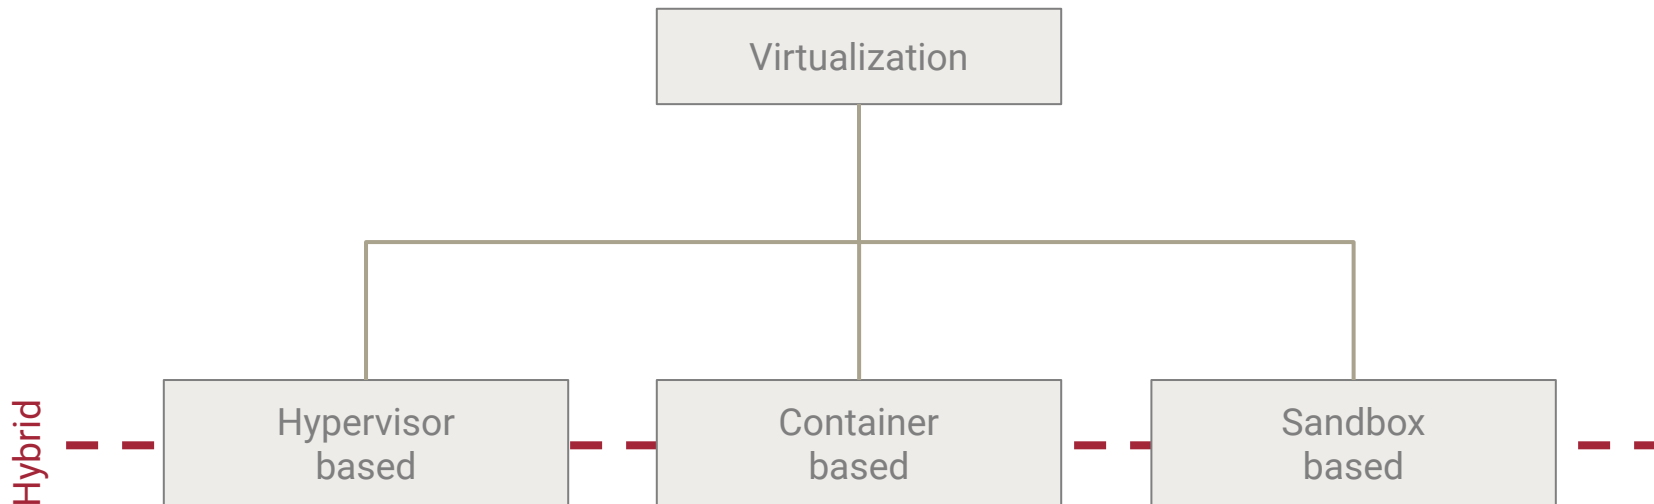 Virtualization
Hybrid
Hypervisor
based
Container
based
Sandbox
based